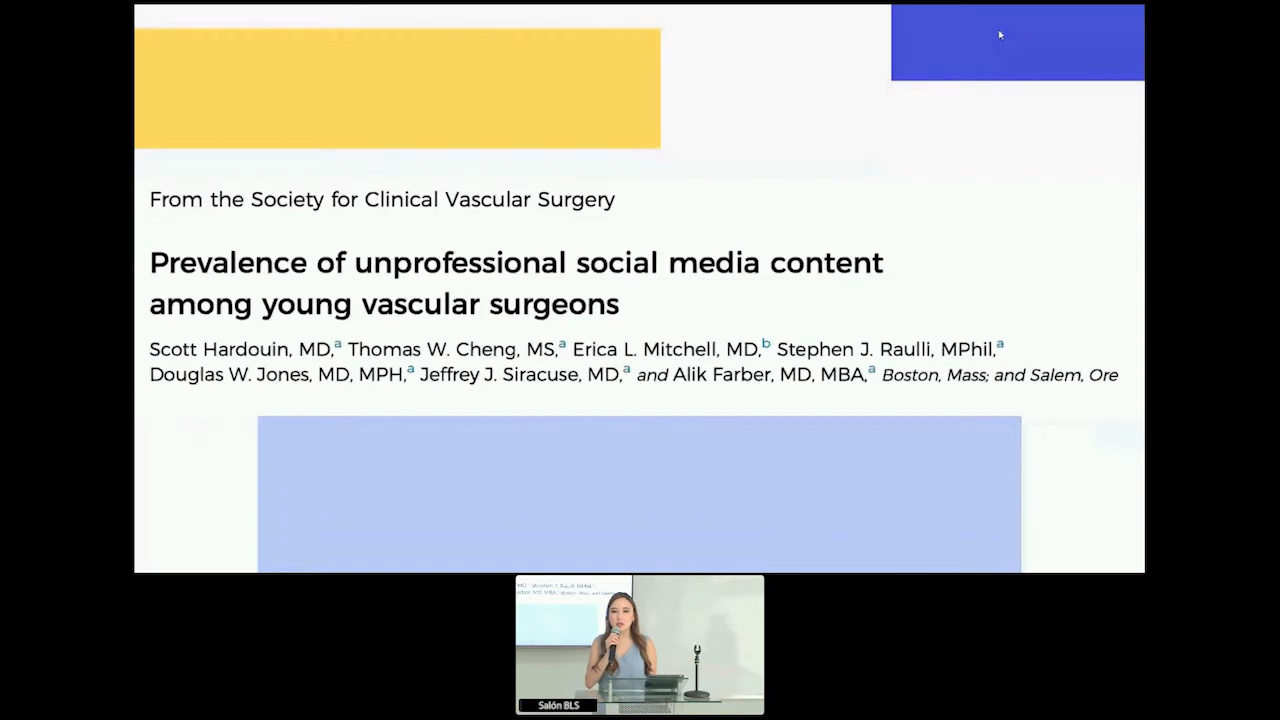 From the Society for Clinical Vascular Surgery
Prevalence of unprofessional social media content
among young vascular surgeons
Scott Hardouin, MD,a Thomas W. Cheng, MS,a Erica L. Mitchell, MD,b Stephen J. Raulli, MPhil,a
Douglas W. Jones, MD, MPH,a Jeffrey J. Siracuse, MD,a and Alik Farber, MD, MBA,a Boston, Mass; and Salem, Ore
Salón BLS